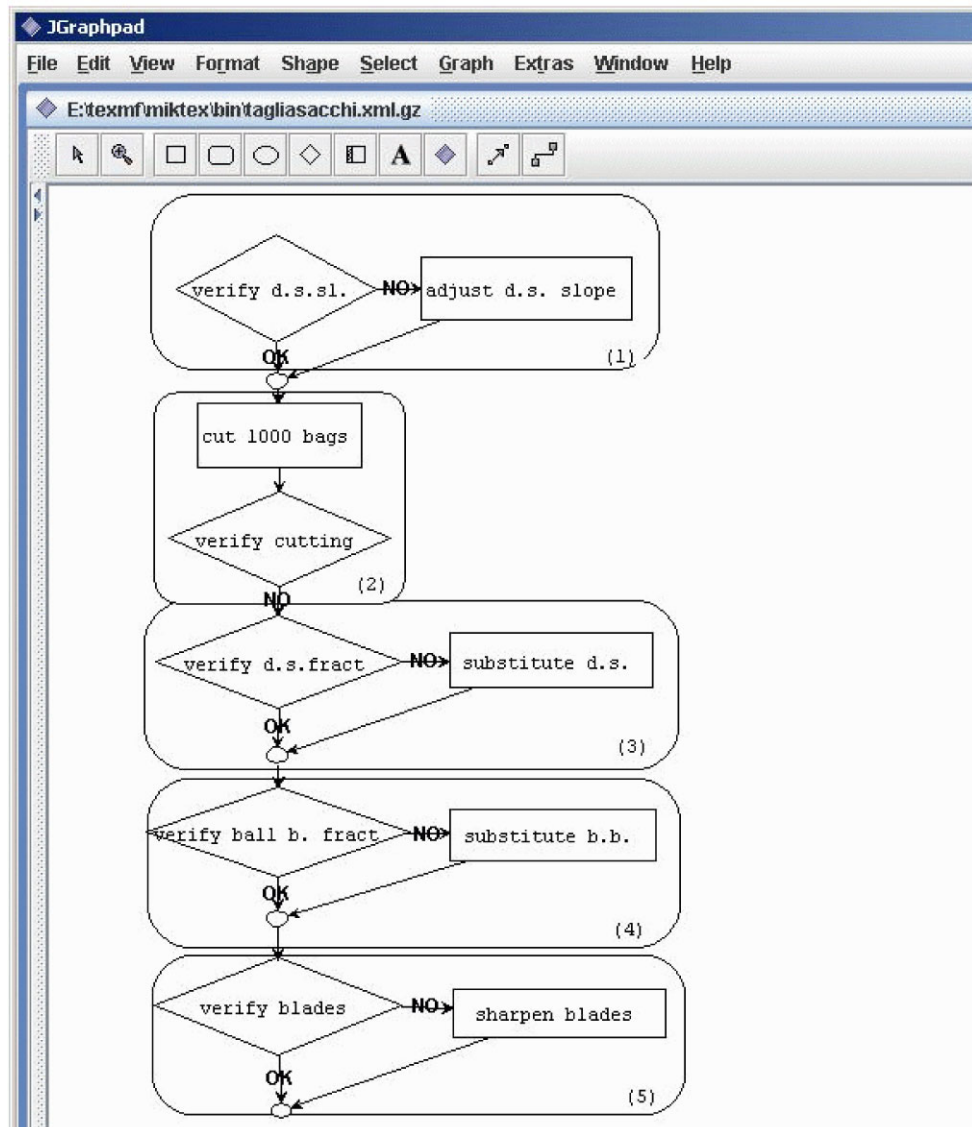 JGraphpad
File Edit View Format Shape Select Graph Extras Window Help
E:\texmf\miktex\bin\tagliasacchi.xml.gz
A
verify d.s.sl.
NO
adjust d.s. slope
OK
(1)
cut 1000 bags
verify cutting
(2)
NO
verify d.s.fract
NO
substitute d.s.
OK
(3)
verify ball b. fract
NO
substitute b.b.
OK
(4)
verify blades
NO
sharpen blades
OK
(5)